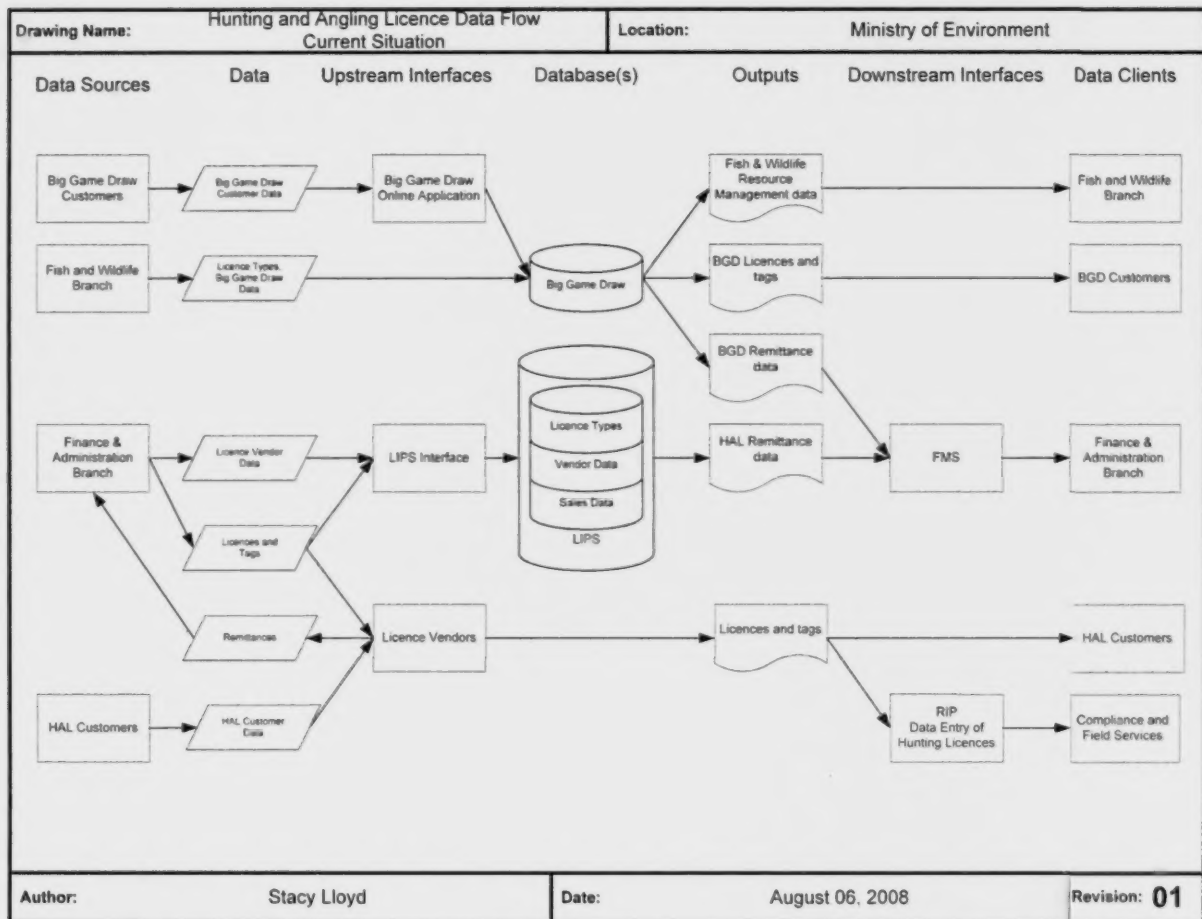 Drawing Name:
Hunting and Angling Licence Data Flow
Current Situation
Location:
Ministry of Environment
Data Sources
Data
Upstream Interfaces
Database(s)
Outputs
Downstream Interfaces
Data Clients
Big Game Draw
Customers
Big Game Draw
Customer Data
Big Game Draw
Online Application
Fish & Wildlife
Resource
Management data
Fish and Wildlife
Branch
Fish and Wildlife
Branch
Licence Types,
Big Game Draw
Data
Big Game Draw
BGD Licences and
tags
BGD Customers
BGD Remittance
data
Finance &
Administration
Branch
Licence Vendor
Data
LIPS Interface
Licence Types
Vendor Data
Sales Data
LIPS
HAL Remittance
data
FMS
Finance &
Administration
Branch
Licences and
Tags
Remittances
Licence Vendors
Licences and tags
HAL Customers
HAL Customers
HAL Customer
Data
RIP
Data Entry of
Hunting Licences
Compliance and
Field Services
Author:
Stacy Lloyd
Date:
August 06, 2008
Revision: 01